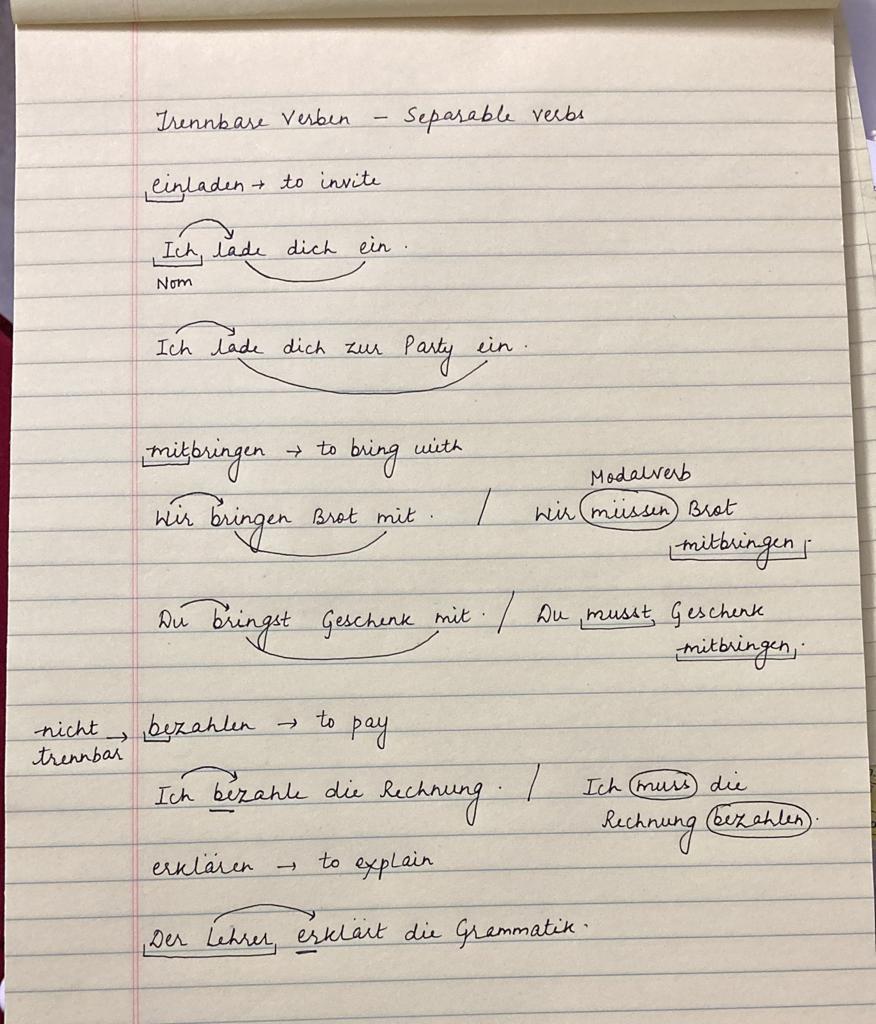 Trennbare Verben – Separable verbs
einladen → to invite
Ich lade dich ein.
Nom
Ich lade dich zur Party ein.
mitbringen → to bring with
Modalverb
Wir bringen Brot mit. / Wir müssen Brot
mitbringen.
Du bringst Geschenk mit. / Du musst Geschenk
mitbringen.
nicht → bezahlen → to pay
trennbar
Ich bezahle die Rechnung. / Ich muss die
Rechnung bezahlen.
erklären → to explain
Der Lehrer erklärt die Grammatik.